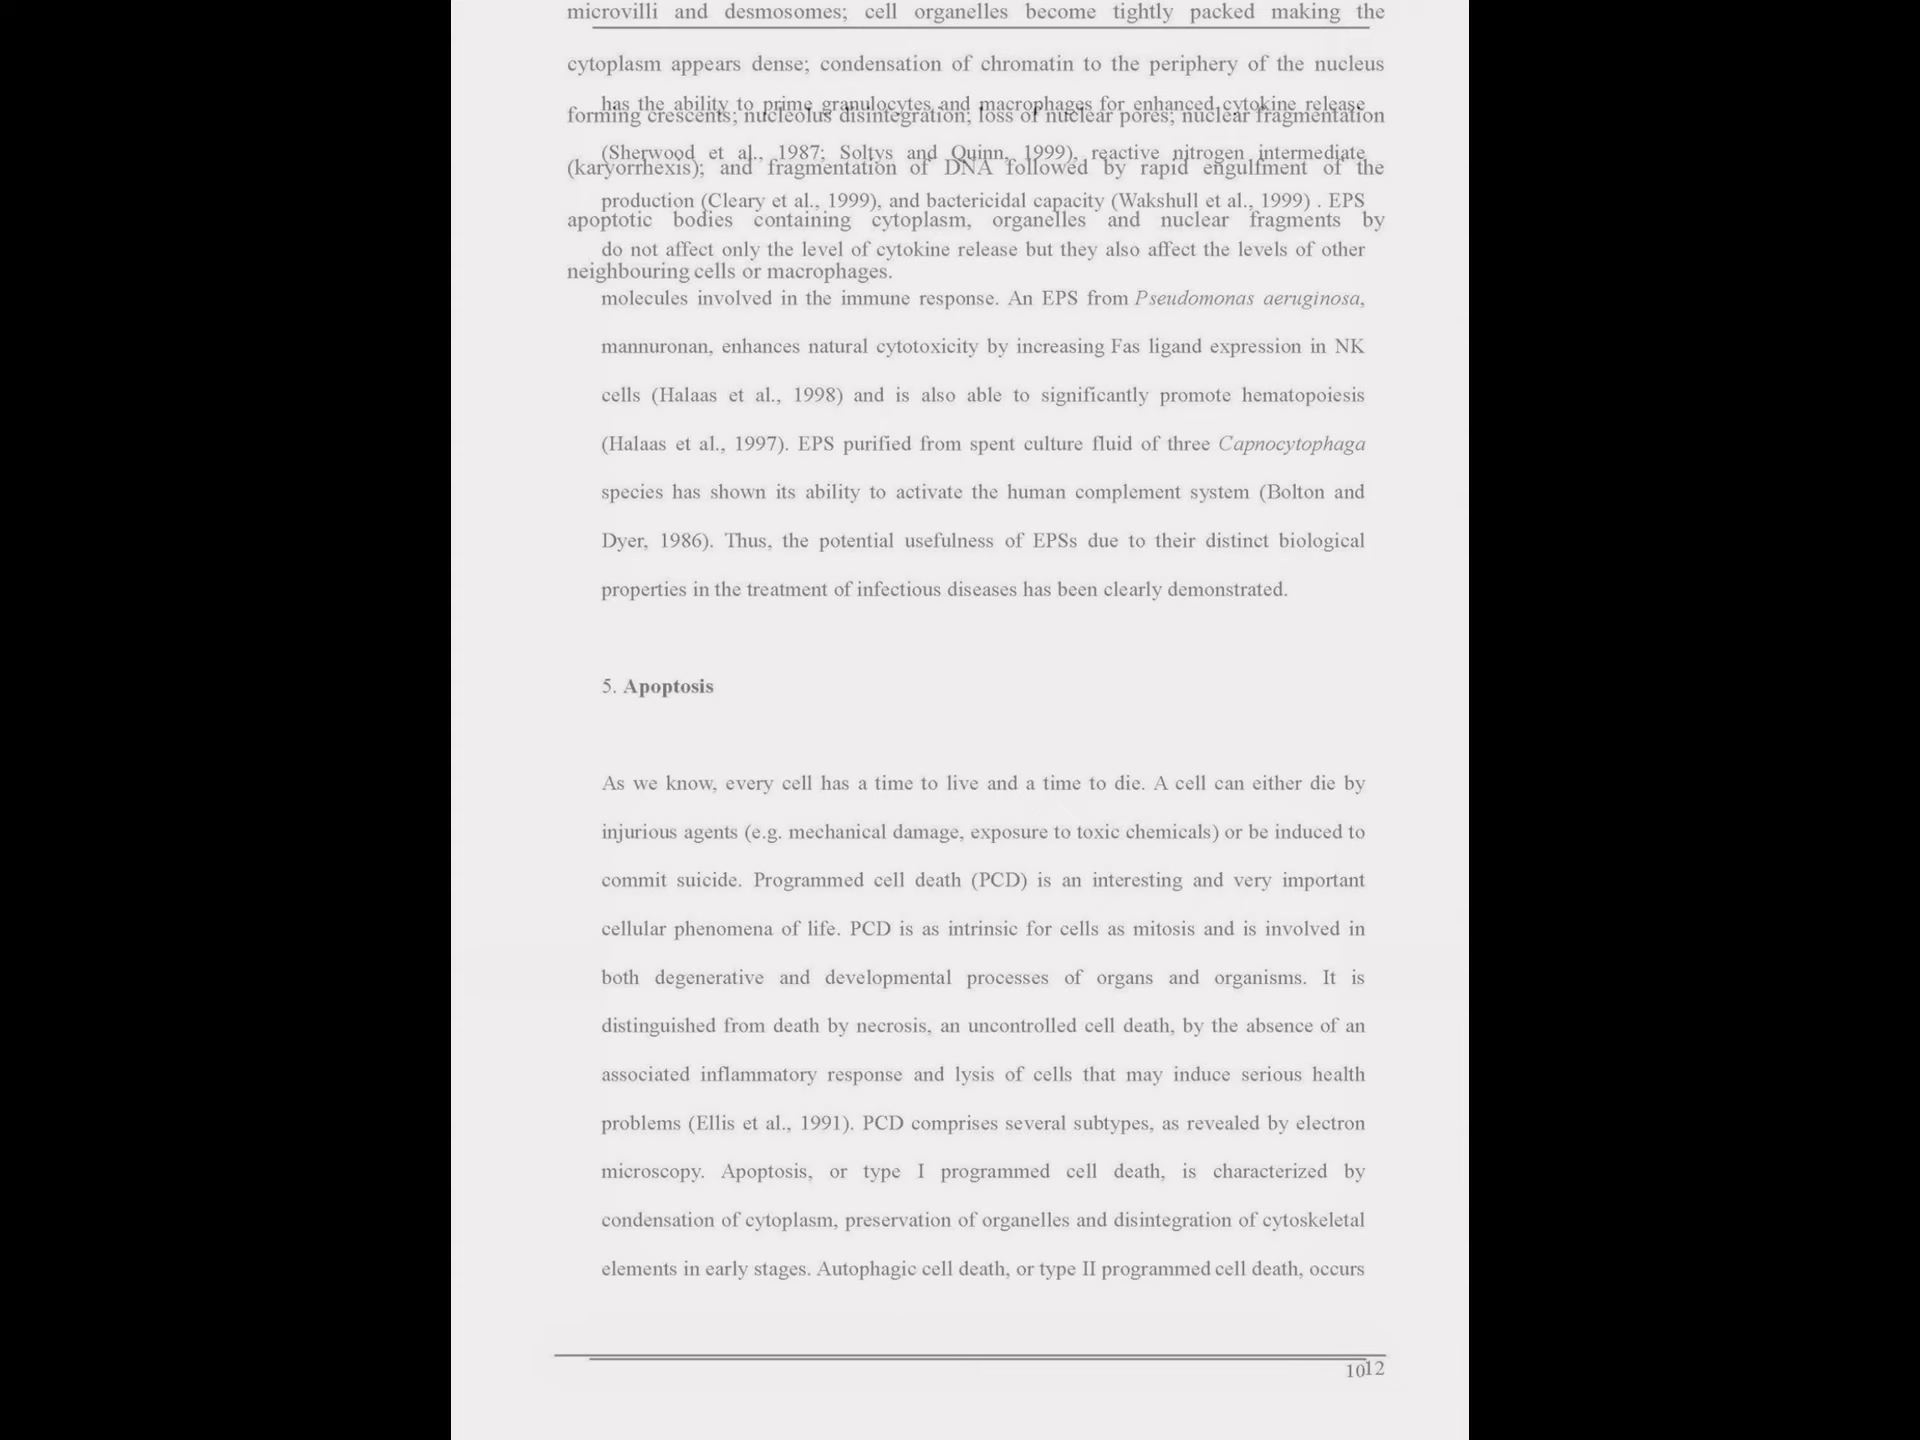 microvilli and desmosomes; cell organelles become tightly packed making the
cytoplasm appears dense; condensation of chromatin to the periphery of the nucleus
has the ability to prime granulocytes and macrophages for enhanced cytokine release
forming crescents; nucleolus disintegration; loss of nuclear pores; nuclear fragmentation
(Sherwood et al., 1987; Soltys and Quinn, 1999), reactive nitrogen intermediate
(karyorrhexis); and fragmentation of DNA followed by rapid engulfment of the
production (Cleary et al., 1999), and bactericidal capacity (Wakshull et al., 1999) . EPS
apoptotic bodies containing cytoplasm, organelles and nuclear fragments by
do not affect only the level of cytokine release but they also affect the levels of other
neighbouring cells or macrophages.
molecules involved in the immune response. An EPS from Pseudomonas aeruginosa,
mannuronan, enhances natural cytotoxicity by increasing Fas ligand expression in NK
cells (Halaas et al., 1998) and is also able to significantly promote hematopoiesis
(Halaas et al., 1997). EPS purified from spent culture fluid of three Capnocytophaga
species has shown its ability to activate the human complement system (Bolton and
Dyer, 1986). Thus, the potential usefulness of EPSs due to their distinct biological
properties in the treatment of infectious diseases has been clearly demonstrated.
5. Apoptosis
As we know, every cell has a time to live and a time to die. A cell can either die by
injurious agents (e.g. mechanical damage, exposure to toxic chemicals) or be induced to
commit suicide. Programmed cell death (PCD) is an interesting and very important
cellular phenomena of life. PCD is as intrinsic for cells as mitosis and is involved in
both degenerative and developmental processes of organs and organisms. It is
distinguished from death by necrosis, an uncontrolled cell death, by the absence of an
associated inflammatory response and lysis of cells that may induce serious health
problems (Ellis et al., 1991). PCD comprises several subtypes, as revealed by electron
microscopy. Apoptosis, or type I programmed cell death, is characterized by
condensation of cytoplasm, preservation of organelles and disintegration of cytoskeletal
elements in early stages. Autophagic cell death, or type II programmed cell death, occurs
10
12